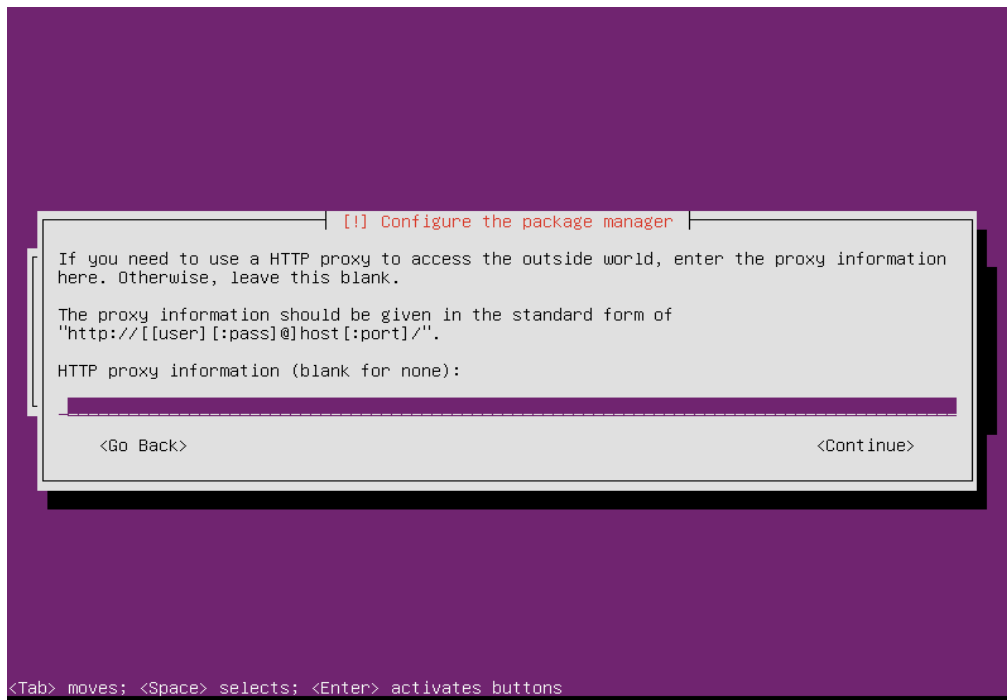 [!] Configure the package manager
If you need to use a HTTP proxy to access the outside world, enter the proxy information
here. Otherwise, leave this blank.
The proxy information should be given in the standard form of
"http://[[user][:pass]@]host[:port]/".
HTTP proxy information (blank for none):
<Go Back> <Continue>
<Tab> moves; <Space> selects; <Enter> activates buttons